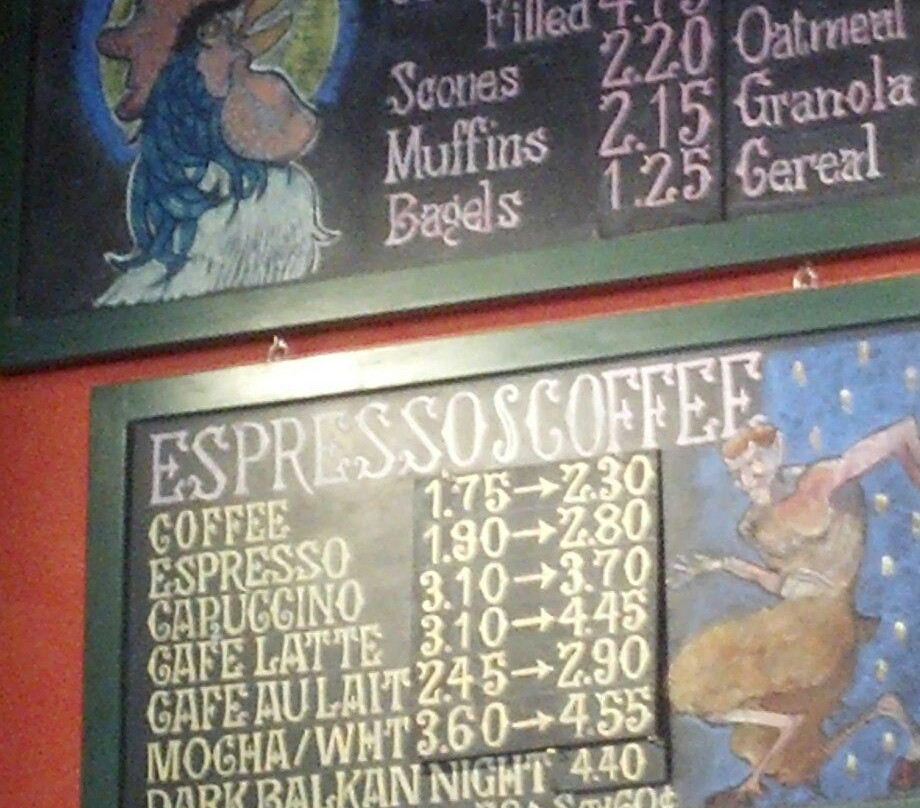 Filled 4.75
Scones 2.20
Muffins 2.15
Bagels 1.25
Oatmeal
Granola
Cereal
ESPRESSOSCOFFEE
COFFEE 1.75→2.30
ESPRESSO 1.90→2.80
CAPUCCINO 3.10→3.70
CAFE LATTE 3.10→4.45
CAFE AU LAIT 2.45→2.90
MOCHA/WHT 3.60→4.55
DARK BALKAN NIGHT 4.40